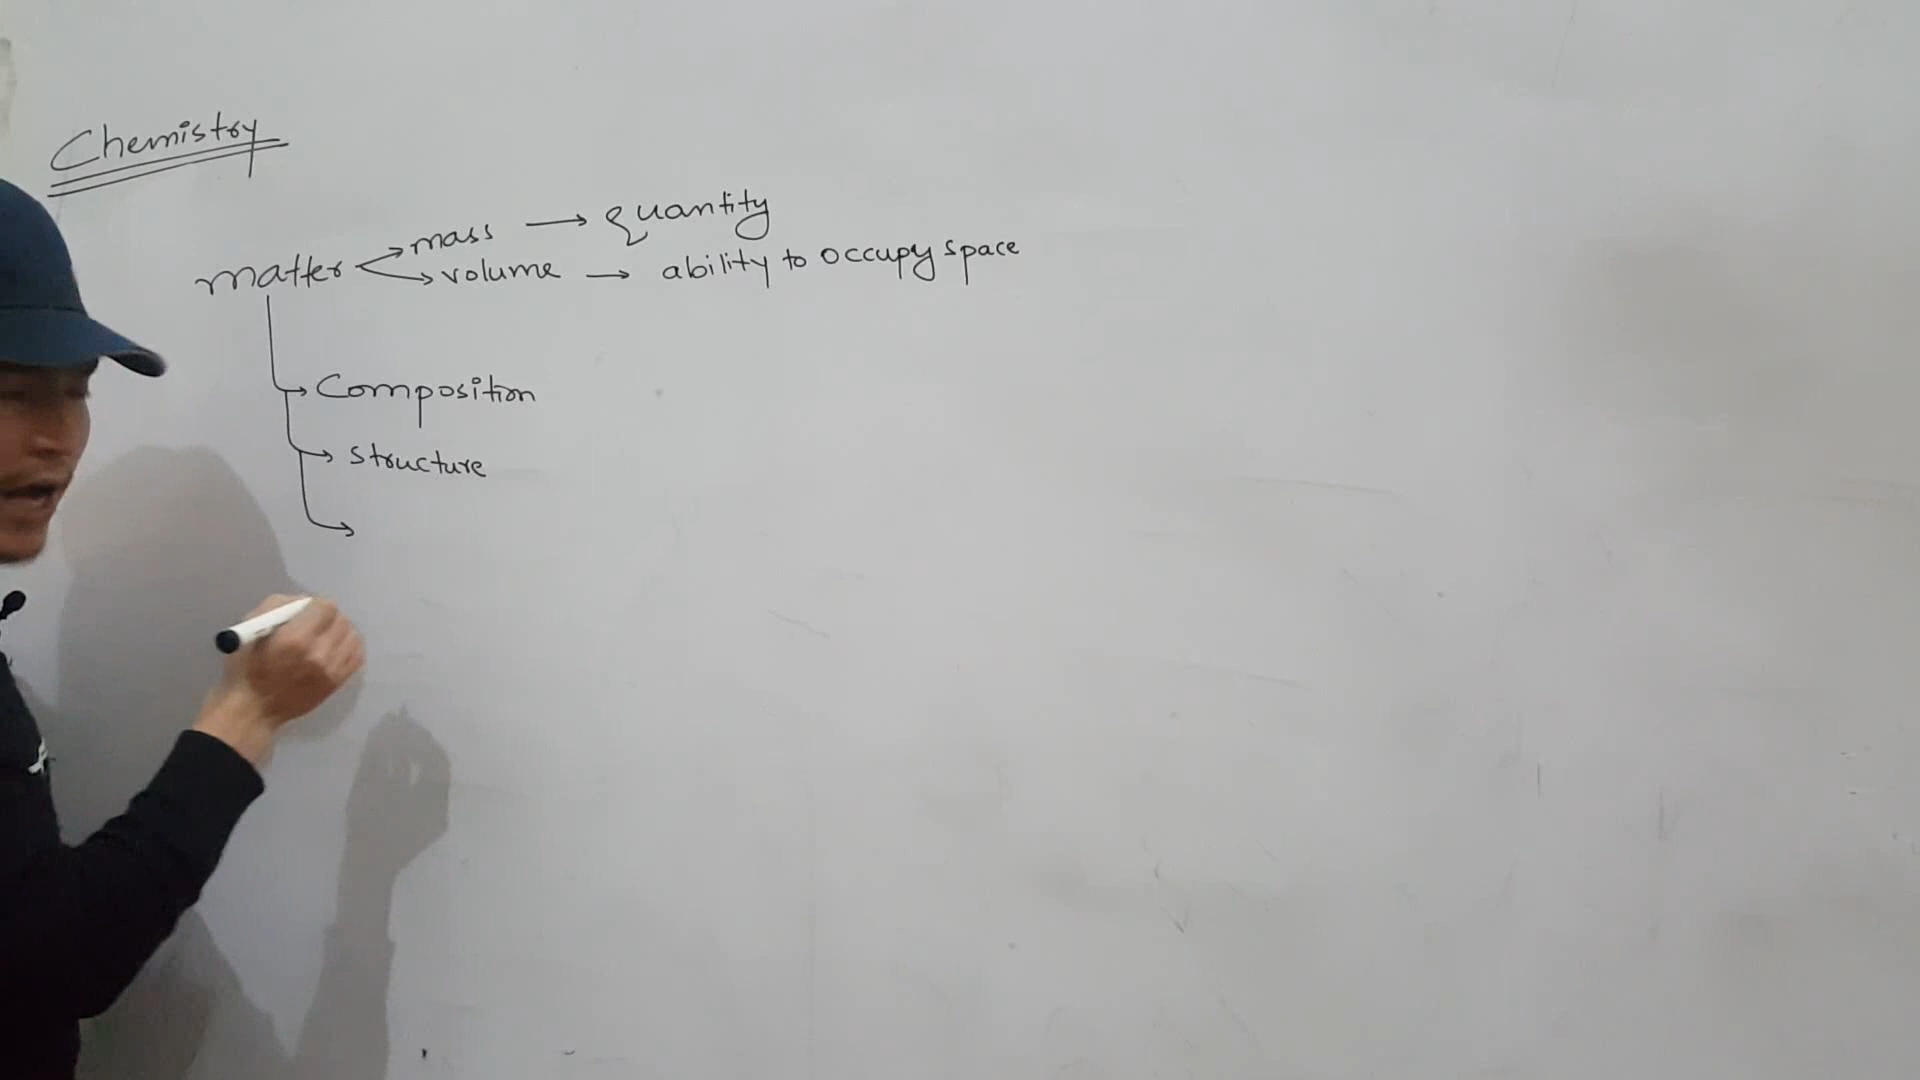 Chemistry
matter → mass → quantity
→ volume → ability to occupy space
→ Composition
→ structure
→